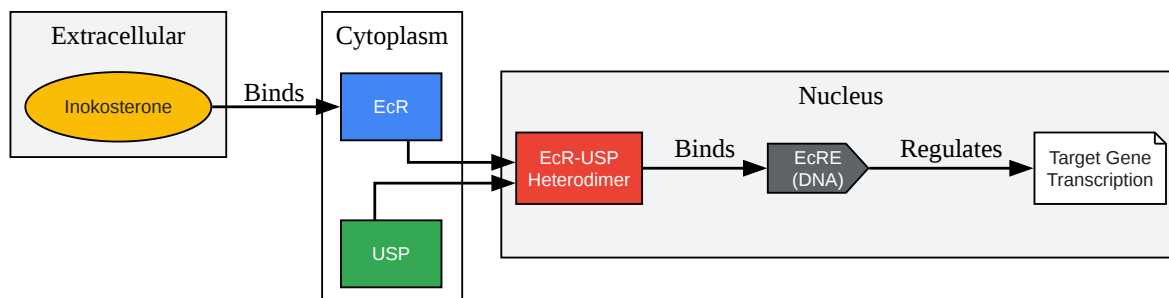 Extracellular
Inokosterone
Binds
Cytoplasm
EcR
USP
Nucleus
EcR-USP
Heterodimer
Binds
EcRE
(DNA)
Regulates
Target Gene
Transcription